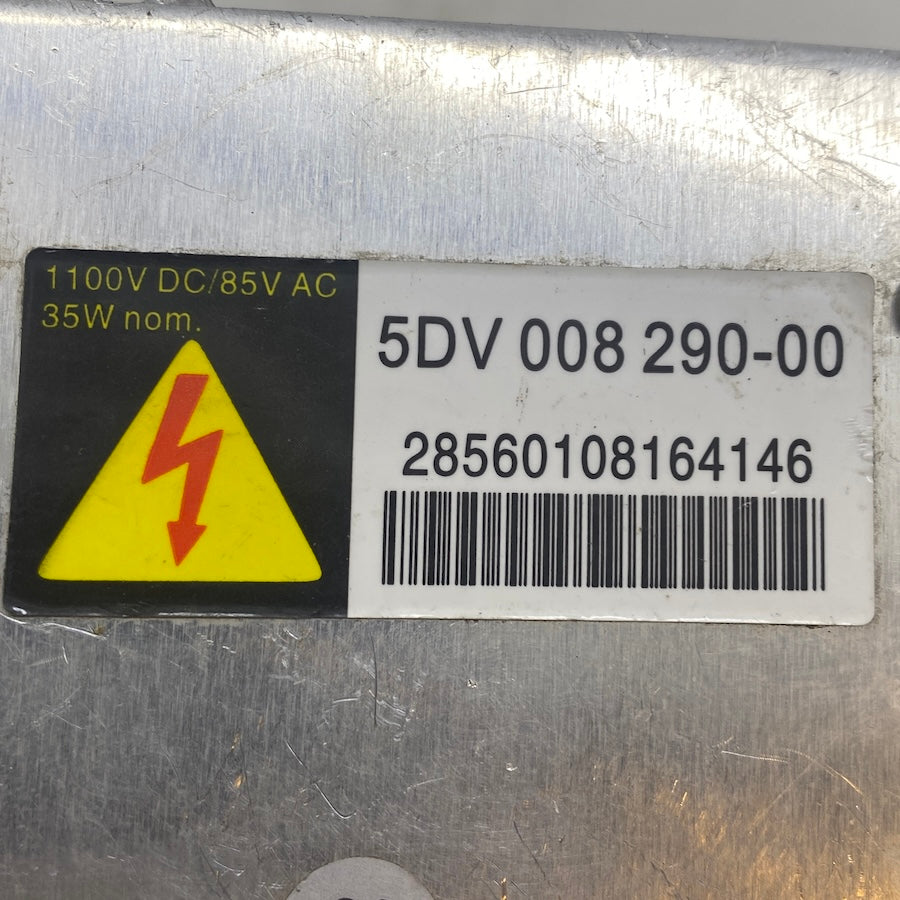 1100V DC/85V AC
35W nom.
5DV 008 290-00
28560108164146